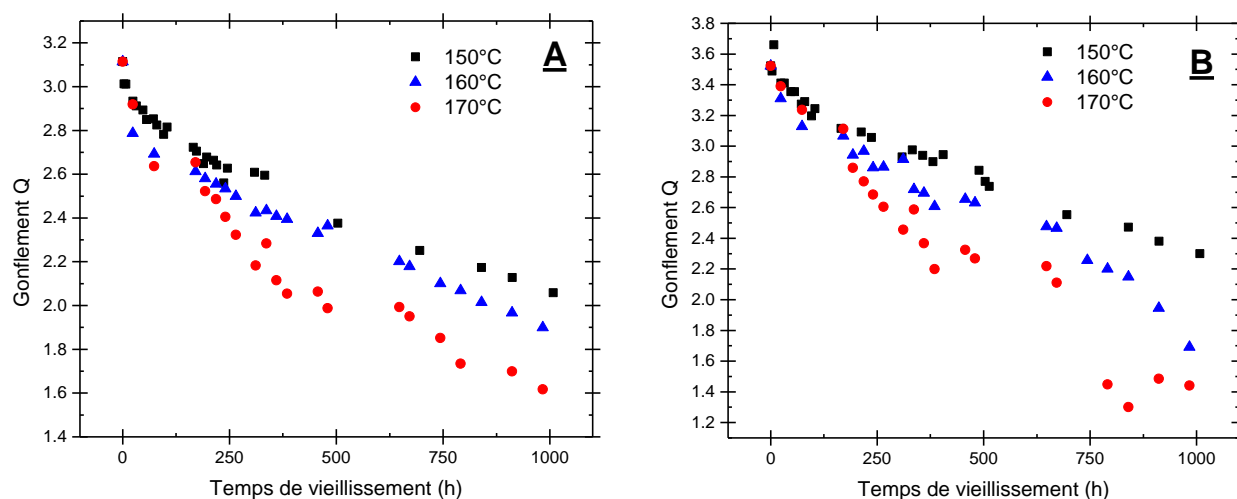 A
150°C
160°C
170°C
3.2
3.0
2.8
2.6
2.4
2.2
2.0
1.8
1.6
1.4
Gonflement Q
0 250 500 750 1000
Temps de vieillissement (h)
B
150°C
160°C
170°C
3.8
3.6
3.4
3.2
3.0
2.8
2.6
2.4
2.2
2.0
1.8
1.6
1.4
1.2
Gonflement Q
0 250 500 750 1000
Temps de vieillissement (h)